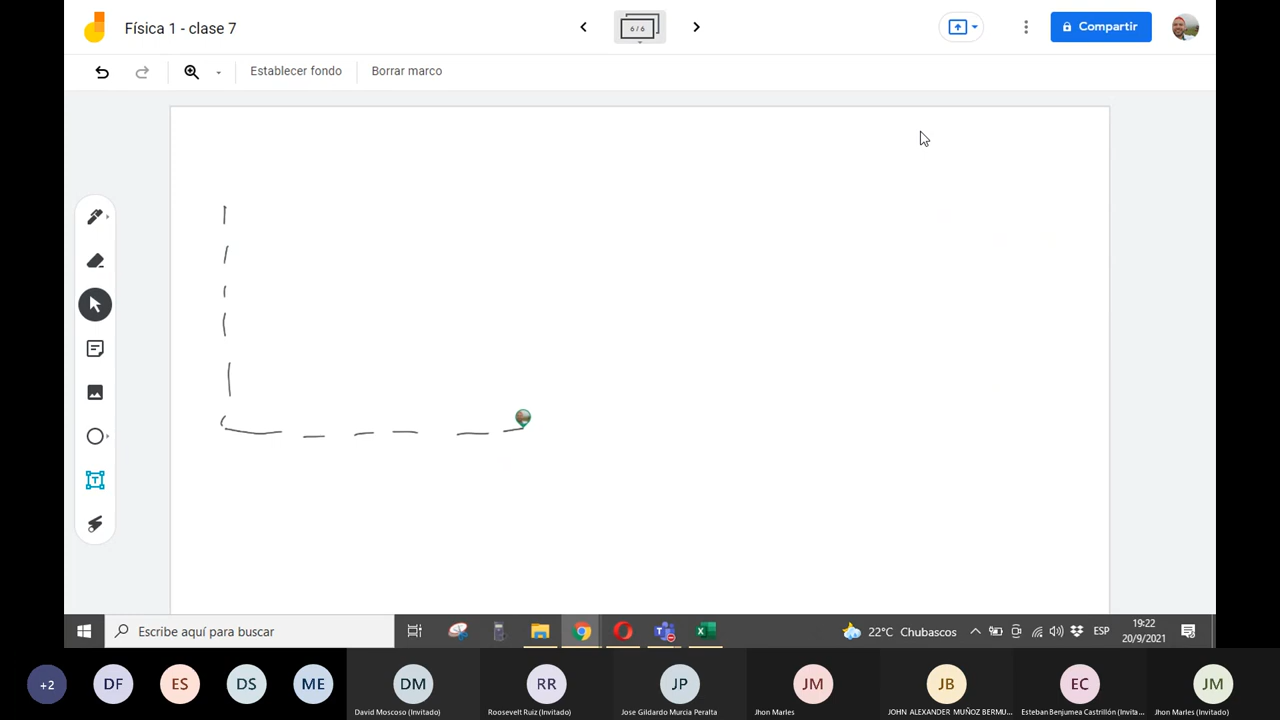 Física 1 - clase 7
6 / 6
Compartir
Establecer fondo
Borrar marco
T
Escribe aquí para buscar
22°C Chubascos
ESP
19:22
20/9/2021
+2
DF
ES
DS
ME
DM
RR
JP
JM
JB
EC
JM
David Moscoso (Invitado)
Roosevelt Ruiz (Invitado)
Jose Gildardo Murcia Peralta
Jhon Marles
JOHN ALEXANDER MUÑOZ BERMU...
Esteban Benjumea Castrillón (Invita...
Jhon Marles (Invitado)